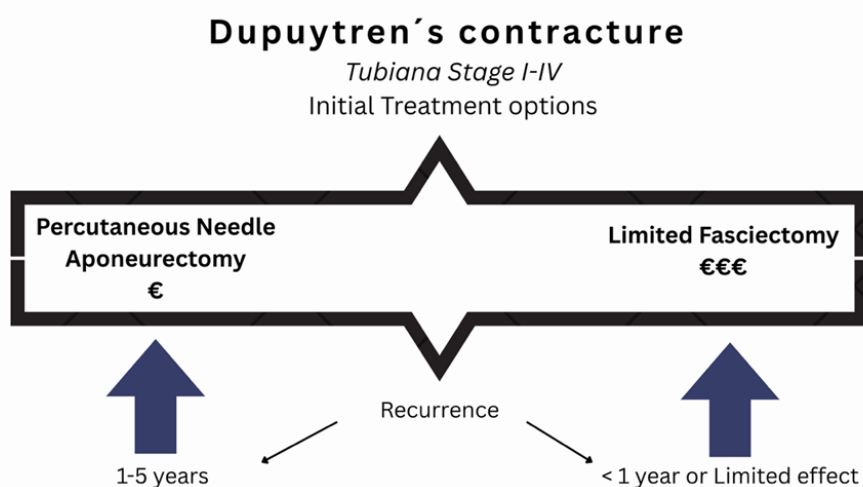 Dupuytren´s contracture
Tubiana Stage I-IV
Initial Treatment options
Percutaneous Needle
Aponeurectomy
€
Limited Fasciectomy
€€€
Recurrence
1-5 years
< 1 year or Limited effect